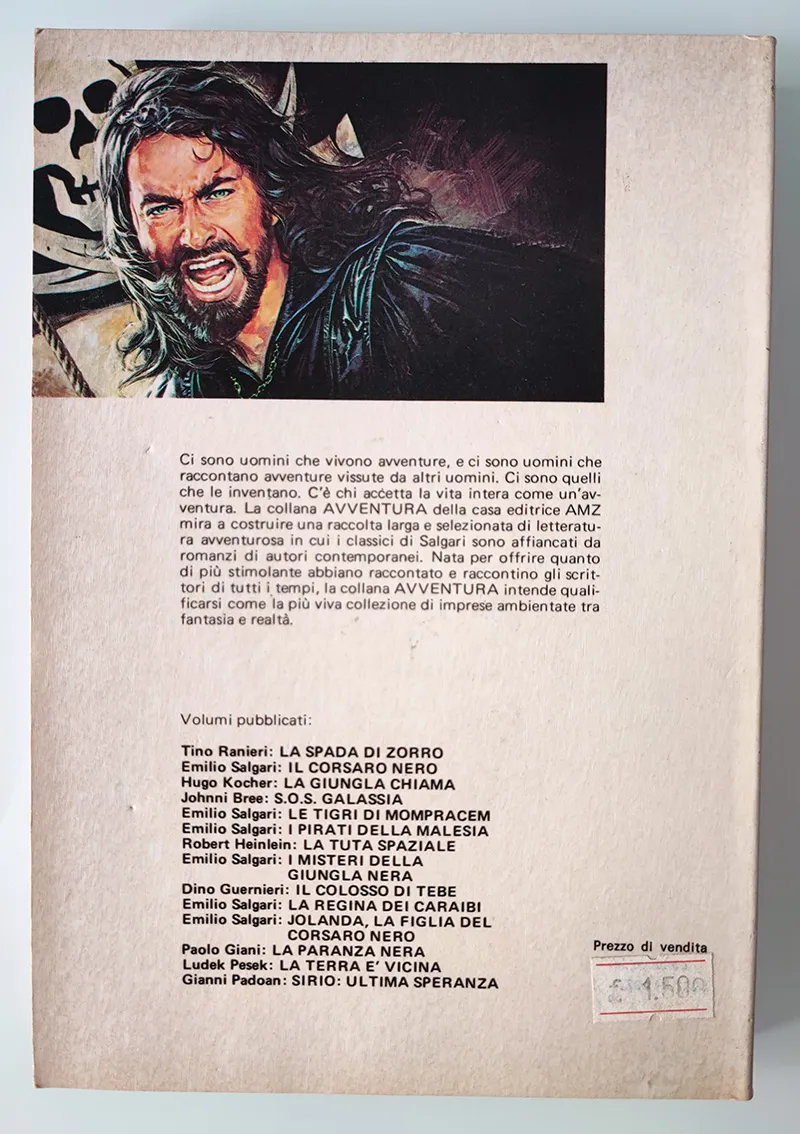 Ci sono uomini che vivono avventure, e ci sono uomini che
raccontano avventure vissute da altri uomini. Ci sono quelli
che le inventano. C'è chi accetta la vita intera come un'av-
ventura. La collana AVVENTURA della casa editrice AMZ
mira a costruire una raccolta larga e selezionata di letteratu-
ra avventurosa in cui i classici di Salgari sono affiancati da
romanzi di autori contemporanei. Nata per offrire quanto
di più stimolante abbiano raccontato e raccontino gli scrit-
tori di tutti i tempi, la collana AVVENTURA intende quali-
ficarsi come la più viva collezione di imprese ambientate tra
fantasia e realtà.
Volumi pubblicati:
Tino Ranieri: LA SPADA DI ZORRO
Emilio Salgari: IL CORSARO NERO
Hugo Kocher: LA GIUNGLA CHIAMA
Johnni Bree: S.O.S. GALASSIA
Emilio Salgari: LE TIGRI DI MOMPRACEM
Emilio Salgari: I PIRATI DELLA MALESIA
Robert Heinlein: LA TUTA SPAZIALE
Emilio Salgari: I MISTERI DELLA
GIUNGLA NERA
Dino Guernieri: IL COLOSSO DI TEBE
Emilio Salgari: LA REGINA DEI CARAIBI
Emilio Salgari: JOLANDA, LA FIGLIA DEL
CORSARO NERO
Paolo Giani: LA PARANZA NERA
Ludek Pesek: LA TERRA E' VICINA
Gianni Padoan: SIRIO: ULTIMA SPERANZA
Prezzo di vendita
£ 1.500